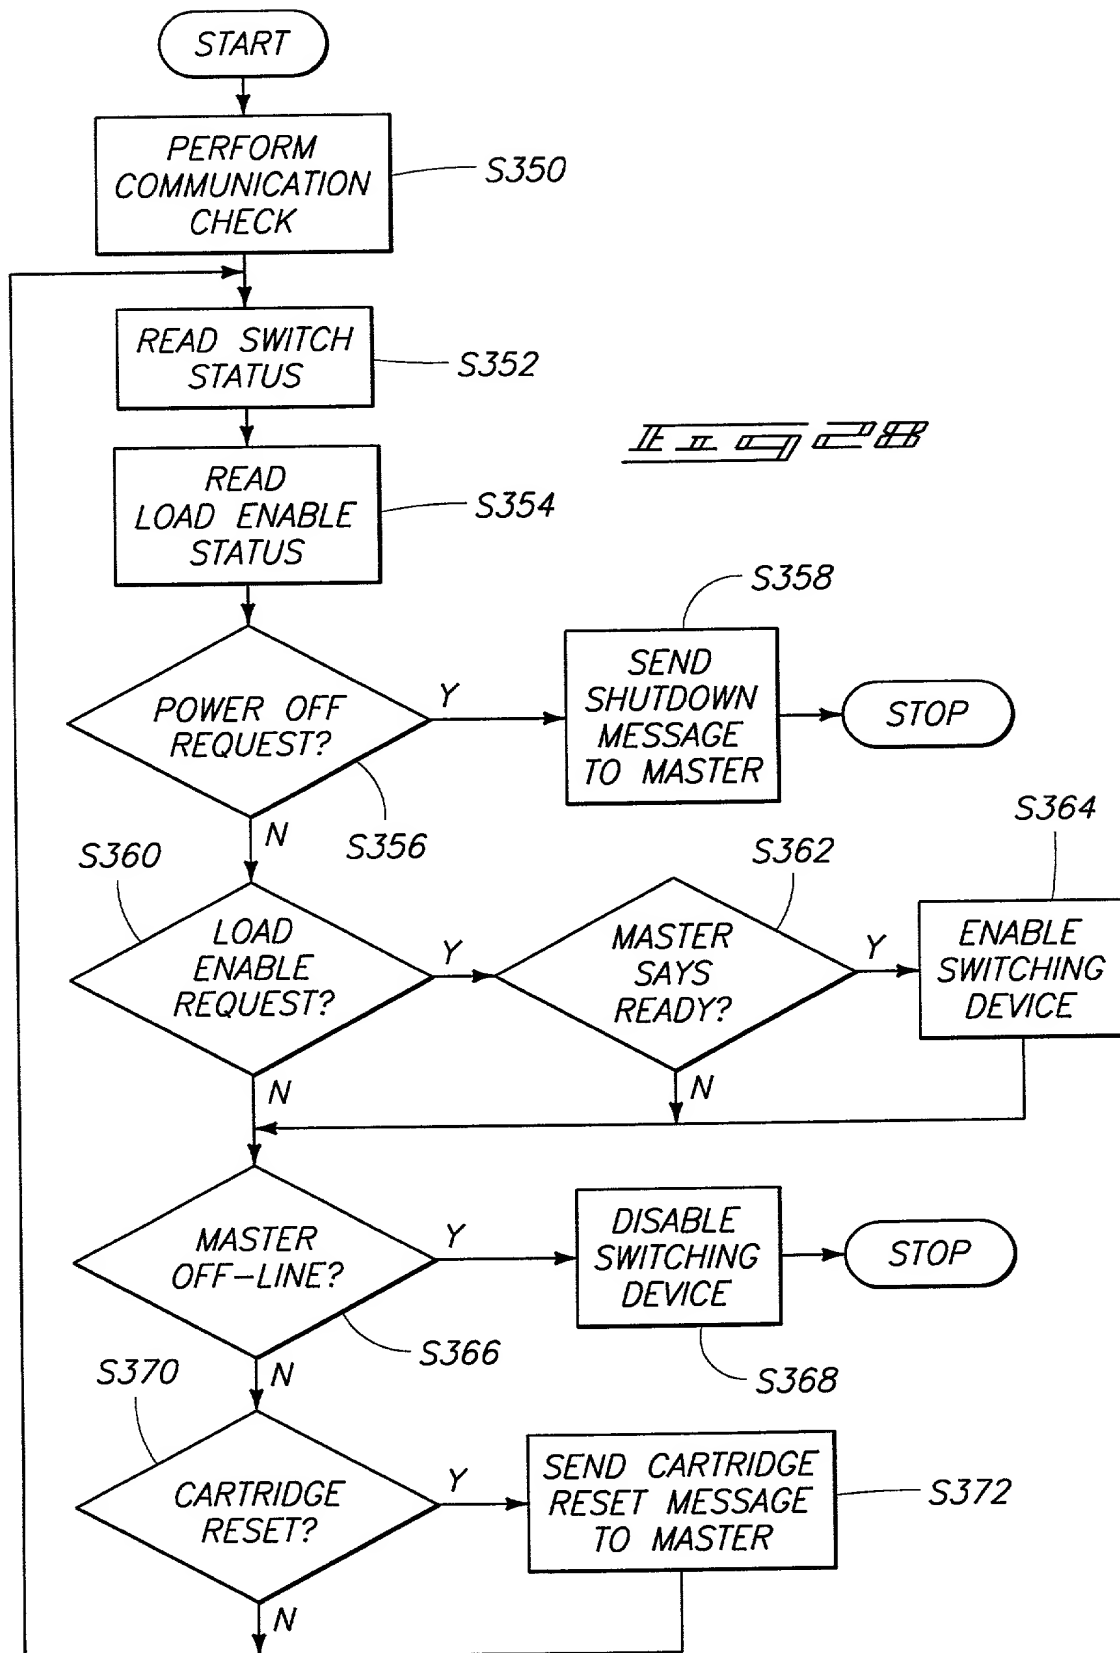 START
PERFORM
COMMUNICATION
CHECK
S350
READ SWITCH
STATUS
S352
Fig 28
READ
LOAD ENABLE
STATUS
S354
S358
POWER OFF
REQUEST?
Y
SEND
SHUTDOWN
MESSAGE
TO MASTER
STOP
N
S356
S360
S362
S364
LOAD
ENABLE
REQUEST?
Y
MASTER
SAYS
READY?
Y
ENABLE
SWITCHING
DEVICE
N
N
MASTER
OFF-LINE?
Y
DISABLE
SWITCHING
DEVICE
STOP
S366
S368
N
S370
CARTRIDGE
RESET?
Y
SEND CARTRIDGE
RESET MESSAGE
TO MASTER
S372
N